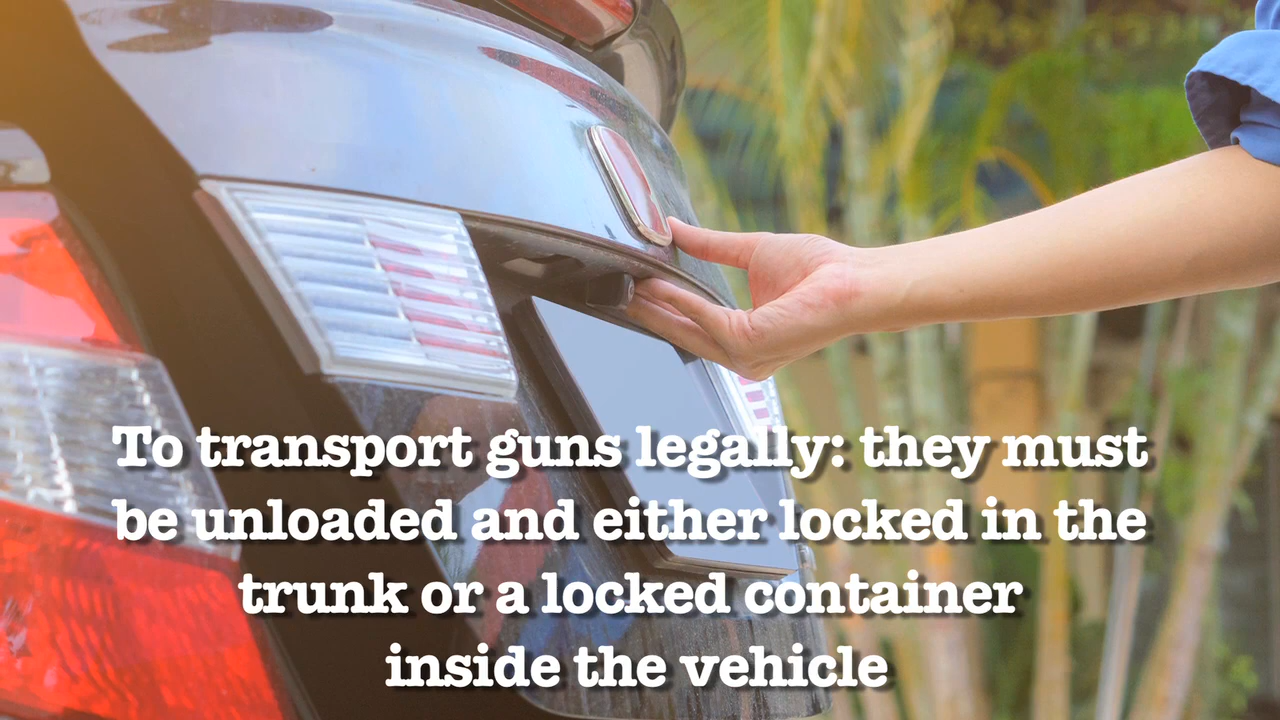 To transport guns legally: they must
be unloaded and either locked in the
trunk or a locked container
inside the vehicle